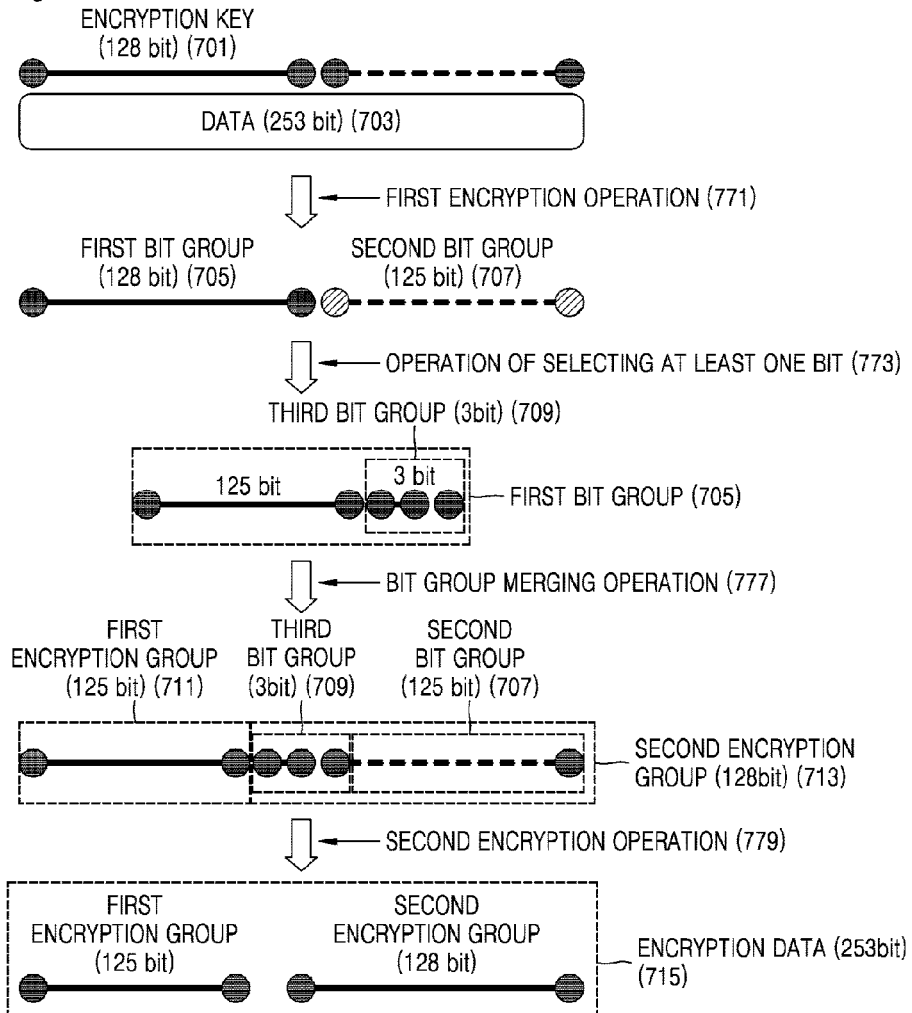 ENCRYPTION KEY
(128 bit) (701)
DATA (253 bit) (703)
FIRST ENCRYPTION OPERATION (771)
FIRST BIT GROUP
(128 bit) (705)
SECOND BIT GROUP
(125 bit) (707)
OPERATION OF SELECTING AT LEAST ONE BIT (773)
THIRD BIT GROUP (3bit) (709)
125 bit
3 bit
FIRST BIT GROUP (705)
BIT GROUP MERGING OPERATION (777)
FIRST
ENCRYPTION GROUP
(125 bit) (711)
THIRD
BIT GROUP
(3bit) (709)
SECOND
BIT GROUP
(125 bit) (707)
SECOND ENCRYPTION
GROUP (128bit) (713)
SECOND ENCRYPTION OPERATION (779)
FIRST
ENCRYPTION GROUP
(125 bit)
SECOND
ENCRYPTION GROUP
(128 bit)
ENCRYPTION DATA (253bit)
(715)